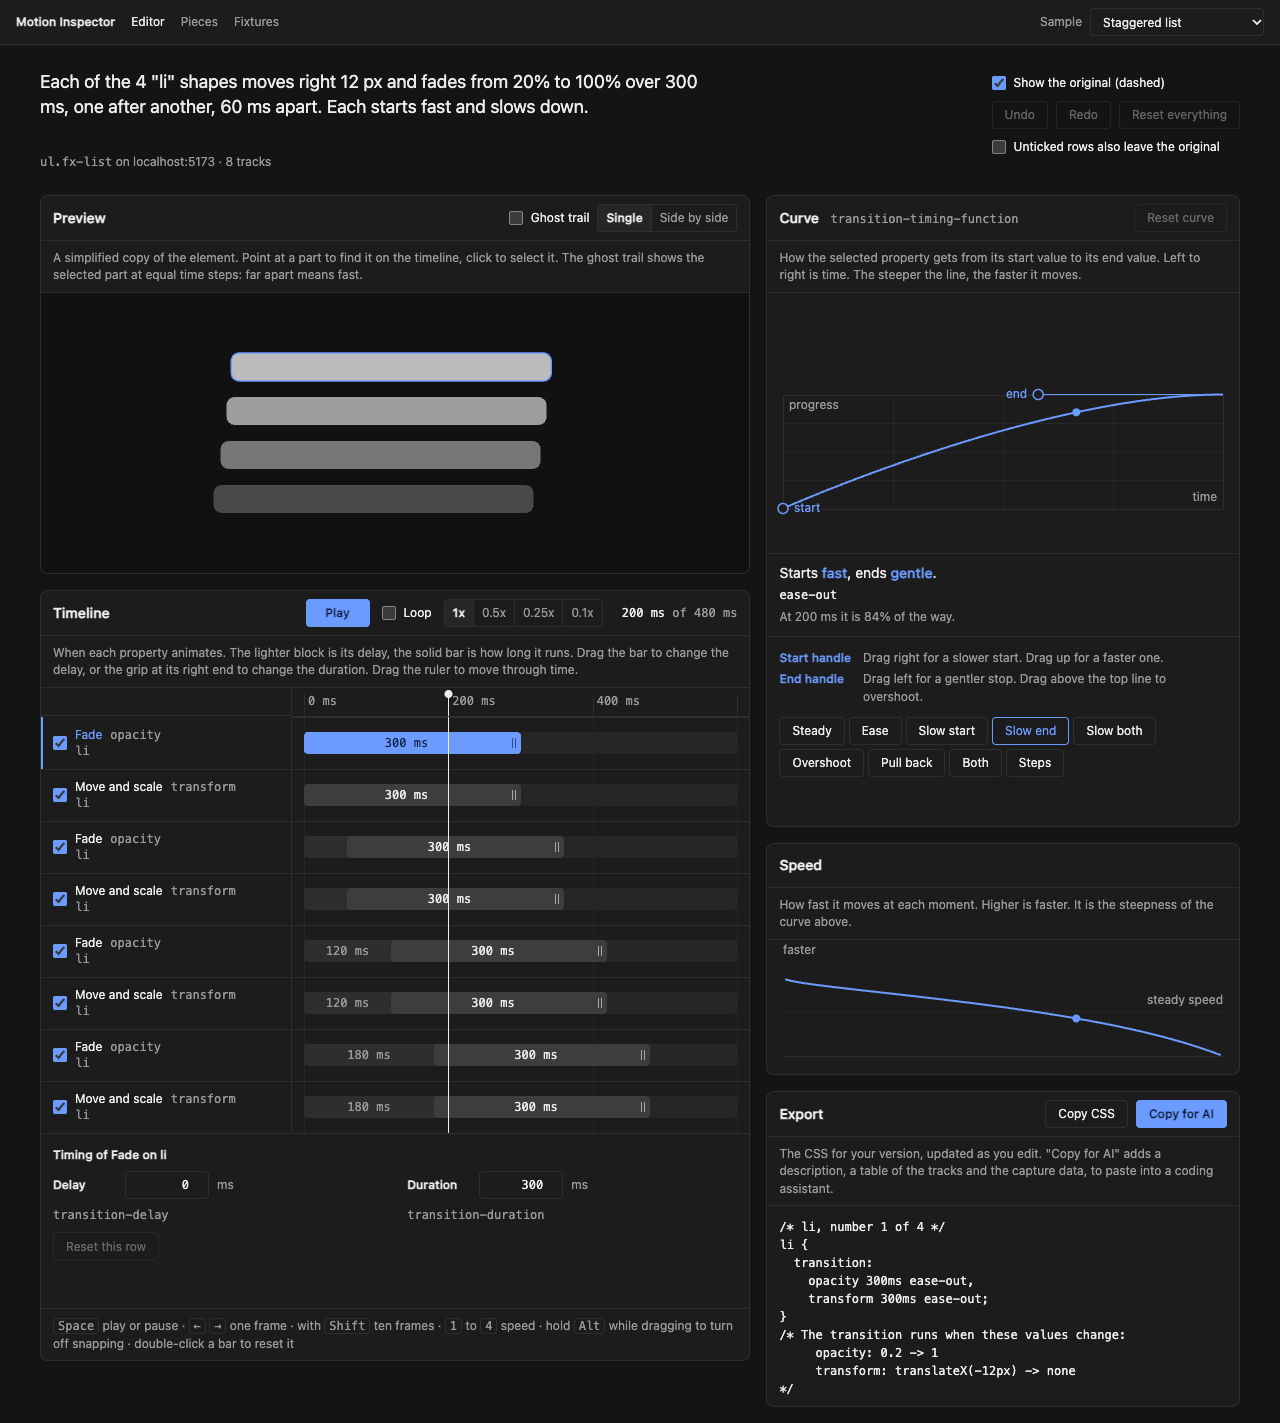 Motion Inspector Editor Pieces Fixtures Sample Staggered list
Each of the 4 "li" shapes moves right 12 px and fades from 20% to 100% over 300
ms, one after another, 60 ms apart. Each starts fast and slows down.
ul.fx-list on localhost:5173 · 8 tracks
Show the original (dashed)
Undo Redo Reset everything
Unticked rows also leave the original
Preview Ghost trail Single Side by side
A simplified copy of the element. Point at a part to find it on the timeline, click to select it. The ghost trail shows the
selected part at equal time steps: far apart means fast.
Timeline Play Loop 1x 0.5x 0.25x 0.1x 200 ms of 480 ms
When each property animates. The lighter block is its delay, the solid bar is how long it runs. Drag the bar to change the
delay, or the grip at its right end to change the duration. Drag the ruler to move through time.
0 ms 200 ms 400 ms
Fade opacity
li
300 ms
Move and scale transform
li
300 ms
Fade opacity
li
300 ms
Move and scale transform
li
300 ms
Fade opacity
li
120 ms 300 ms
Move and scale transform
li
120 ms 300 ms
Fade opacity
li
180 ms 300 ms
Move and scale transform
li
180 ms 300 ms
Timing of Fade on li
Delay 0 ms Duration 300 ms
transition-delay transition-duration
Reset this row
Space play or pause · ← → one frame · with Shift ten frames · 1 to 4 speed · hold Alt while dragging to turn
off snapping · double-click a bar to reset it
Curve transition-timing-function Reset curve
How the selected property gets from its start value to its end value. Left to
right is time. The steeper the line, the faster it moves.
end
progress
time
start
Starts fast, ends gentle.
ease-out
At 200 ms it is 84% of the way.
Start handle Drag right for a slower start. Drag up for a faster one.
End handle Drag left for a gentler stop. Drag above the top line to
overshoot.
Steady Ease Slow start Slow end Slow both
Overshoot Pull back Both Steps
Speed
How fast it moves at each moment. Higher is faster. It is the steepness of the
curve above.
faster
steady speed
Export Copy CSS Copy for AI
The CSS for your version, updated as you edit. "Copy for AI" adds a
description, a table of the tracks and the capture data, to paste into a coding
assistant.
/* li, number 1 of 4 */
li {
transition:
opacity 300ms ease-out,
transform 300ms ease-out;
}
/* The transition runs when these values change:
opacity: 0.2 -> 1
transform: translateX(-12px) -> none
*/